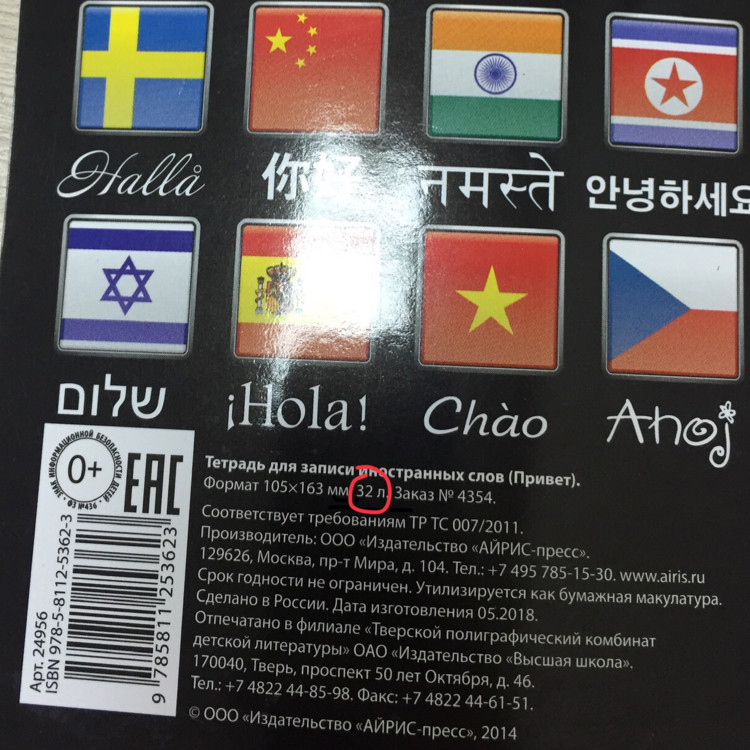 Hallå
你好
नमस्ते
안녕하세요
שלום
¡Hola!
Chào
Ahoj
ЗНАК ИНФОРМАЦИОННОЙ БЕЗОПАСНОСТИ ДЕТЕЙ
ФЗ №436
0+
EAC
Арт. 24956
ISBN 978-5-8112-5362-3
9 785811 253623
Тетрадь для записи иностранных слов (Привет).
Формат 105×163 мм. 32 л. Заказ № 4354.
Соответствует требованиям ТР ТС 007/2011.
Производитель: ООО «Издательство «АЙРИС-пресс».
129626, Москва, пр-т Мира, д. 104. Тел.: +7 495 785-15-30. www.airis.ru
Срок годности не ограничен. Утилизируется как бумажная макулатура.
Сделано в России. Дата изготовления 05.2018.
Отпечатано в филиале «Тверской полиграфический комбинат
детской литературы» ОАО «Издательство «Высшая школа».
170040, Тверь, проспект 50 лет Октября, д. 46.
Тел.: +7 4822 44-85-98. Факс: +7 4822 44-61-51.
© ООО «Издательство «АЙРИС-пресс», 2014